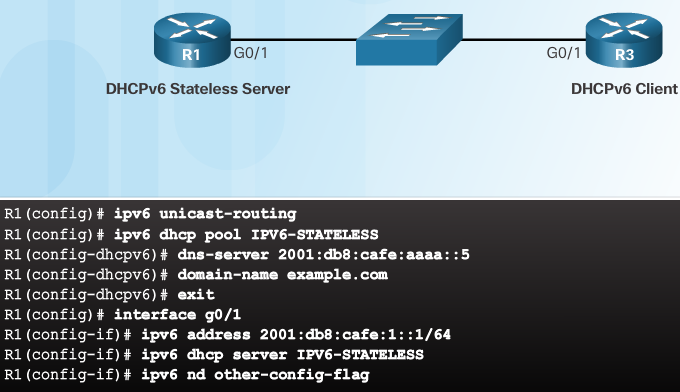 R1
G0/1
G0/1
R3
DHCPv6 Stateless Server
DHCPv6 Client
R1(config)# ipv6 unicast-routing
R1(config)# ipv6 dhcp pool IPV6-STATELESS
R1(config-dhcpv6)# dns-server 2001:db8:cafe:aaaa::5
R1(config-dhcpv6)# domain-name example.com
R1(config-dhcpv6)# exit
R1(config)# interface g0/1
R1(config-if)# ipv6 address 2001:db8:cafe:1::1/64
R1(config-if)# ipv6 dhcp server IPV6-STATELESS
R1(config-if)# ipv6 nd other-config-flag